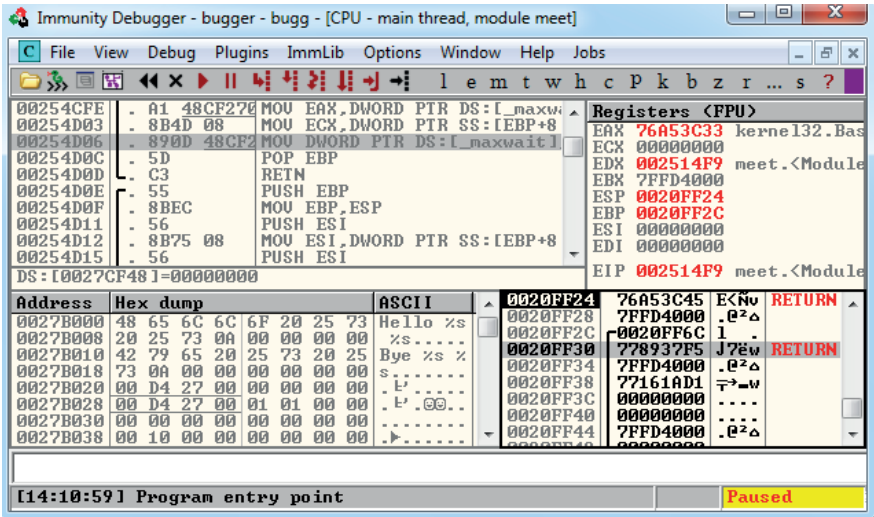 Immunity Debugger - bugger - bugg - [CPU - main thread, module meet]
C File View Debug Plugins ImmLib Options Window Help Jobs
l e m t w h c P k b z r ... s ?
00254CFE . A1 48CF270 MOV EAX,DWORD PTR DS:[_maxwa
00254D03 . 8B4D 08 MOV ECX,DWORD PTR SS:[EBP+8
00254D06 . 890D 48CF2 MOV DWORD PTR DS:[_maxwait]
00254D0C . 5D POP EBP
00254D0D . C3 RETN
00254D0E . 55 PUSH EBP
00254D0F . 8BEC MOV EBP,ESP
00254D11 . 56 PUSH ESI
00254D12 . 8B75 08 MOV ESI,DWORD PTR SS:[EBP+8
00254D15 . 56 PUSH ESI
DS:[0027CF48]=00000000
Registers (FPU)
EAX 76A53C33 kernel32.Bas
ECX 00000000
EDX 002514F9 meet.<Module
EBX 7FFD4000
ESP 0020FF24
EBP 0020FF2C
ESI 00000000
EDI 00000000
EIP 002514F9 meet.<Module
Address Hex dump ASCII
0027B000 48 65 6C 6C 6F 20 25 73 Hello %s
0027B008 20 25 73 0A 00 00 00 00 %s.....
0027B010 42 79 65 20 25 73 20 25 Bye %s %
0027B018 73 0A 00 00 00 00 00 00 s.......
0027B020 00 D4 27 00 00 00 00 00
0027B028 00 D4 27 00 01 01 00 00
0027B030 00 00 00 00 00 00 00 00 ........
0027B038 00 10 00 00 00 00 00 00 .►......
0020FF24 76A53C45 E<Ñv RETURN
0020FF28 7FFD4000 .@²⌂
0020FF2C 0020FF6C l .
0020FF30 778937F5 J7ëw RETURN
0020FF34 7FFD4000 .@²⌂
0020FF38 77161AD1
0020FF3C 00000000 ....
0020FF40 00000000 ....
0020FF44 7FFD4000 .@²⌂
[14:10:59] Program entry point
Paused